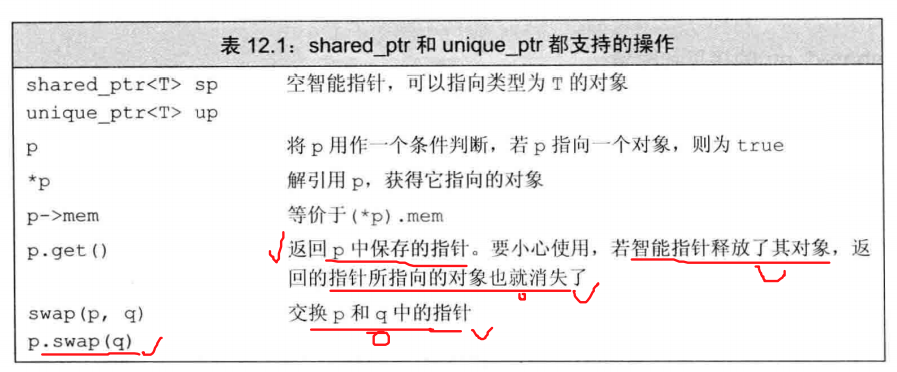 表 12.1：shared_ptr 和 unique_ptr 都支持的操作
shared_ptr<T> sp 空智能指针，可以指向类型为 T 的对象
unique_ptr<T> up
p 将 p 用作一个条件判断，若 p 指向一个对象，则为 true
*p 解引用 p，获得它指向的对象
p->mem 等价于(*p).mem
p.get() 返回 p 中保存的指针。要小心使用，若智能指针释放了其对象，返
回的指针所指向的对象也就消失了
swap(p, q) 交换 p 和 q 中的指针
p.swap(q)